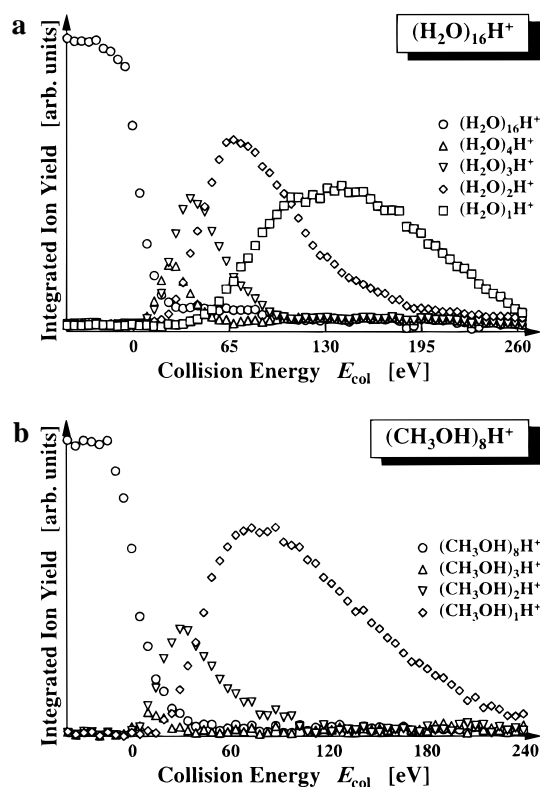 a
(H₂O)₁₆H⁺
Integrated Ion Yield [arb. units]
(H₂O)₁₆H⁺
(H₂O)₄H⁺
(H₂O)₃H⁺
(H₂O)₂H⁺
(H₂O)₁H⁺
0 65 130 195 260
Collision Energy E_col [eV]
b
(CH₃OH)₈H⁺
Integrated Ion Yield [arb. units]
(CH₃OH)₈H⁺
(CH₃OH)₃H⁺
(CH₃OH)₂H⁺
(CH₃OH)₁H⁺
0 60 120 180 240
Collision Energy E_col [eV]